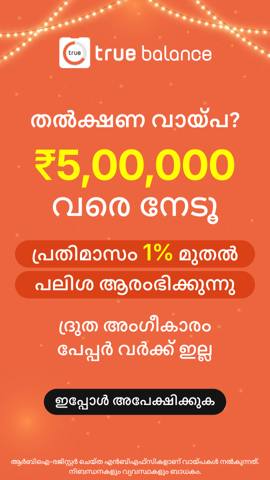 true
true balance
തൽക്ഷണ വായ്പ?
₹5,00,000
വരെ നേടൂ
പ്രതിമാസം 1% മുതൽ
പലിശ ആരംഭിക്കുന്നു
ദ്രുത അംഗീകാരം
പേപ്പർ വർക്ക് ഇല്ല
ഇപ്പോൾ അപേക്ഷിക്കുക
ആർബിഐ-രജിസ്റ്റർ ചെയ്ത എൻബിഎഫ്സികളാണ് വായ്പകൾ നൽകുന്നത്.
നിബന്ധനകളും വ്യവസ്ഥകളും ബാധകം.